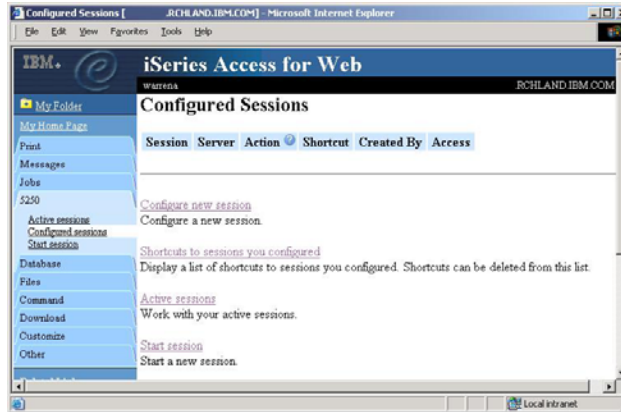 Configured Sessions [ .RCHLAND.IBM.COM] - Microsoft Internet Explorer
File Edit View Favorites Tools Help
IBM.
iSeries Access for Web
warrena RCHLAND.IBM.COM
My Folder
My Home Page
Print
Messages
Jobs
5250
Active sessions
Configured sessions
Start session
Database
Files
Command
Download
Customize
Other
Configured Sessions
Session Server Action ? Shortcut Created By Access
Configure new session
Configure a new session.
Shortcuts to sessions you configured
Display a list of shortcuts to sessions you configured. Shortcuts can be deleted from this list.
Active sessions
Work with your active sessions.
Start session
Start a new session.
Local intranet